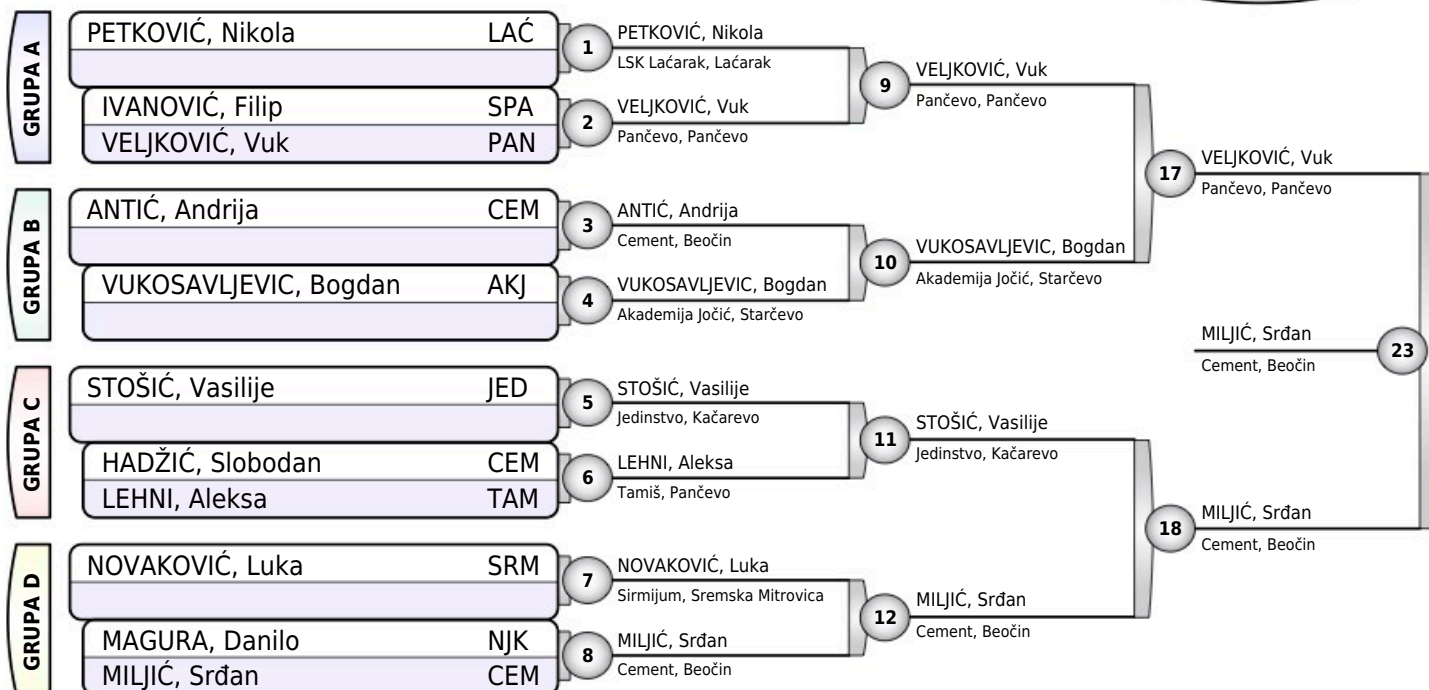 GRUPA A
PETKOVIĆ, Nikola LAĆ
IVANOVIĆ, Filip SPA
VELJKOVIĆ, Vuk PAN
GRUPA B
ANTIĆ, Andrija CEM
VUKOSAVLJEVIC, Bogdan AKJ
GRUPA C
STOŠIĆ, Vasilije JED
HADŽIĆ, Slobodan CEM
LEHNI, Aleksa TAM
GRUPA D
NOVAKOVIĆ, Luka SRM
MAGURA, Danilo NJK
MILJIĆ, Srđan CEM
1 PETKOVIĆ, Nikola
LSK Laćarak, Laćarak
2 VELJKOVIĆ, Vuk
Pančevo, Pančevo
3 ANTIĆ, Andrija
Cement, Beočin
4 VUKOSAVLJEVIC, Bogdan
Akademija Jočić, Starčevo
5 STOŠIĆ, Vasilije
Jedinstvo, Kačarevo
6 LEHNI, Aleksa
Tamiš, Pančevo
7 NOVAKOVIĆ, Luka
Sirmijum, Sremska Mitrovica
8 MILJIĆ, Srđan
Cement, Beočin
9 VELJKOVIĆ, Vuk
Pančevo, Pančevo
10 VUKOSAVLJEVIC, Bogdan
Akademija Jočić, Starčevo
11 STOŠIĆ, Vasilije
Jedinstvo, Kačarevo
12 MILJIĆ, Srđan
Cement, Beočin
17 VELJKOVIĆ, Vuk
Pančevo, Pančevo
18 MILJIĆ, Srđan
Cement, Beočin
MILJIĆ, Srđan
Cement, Beočin
23